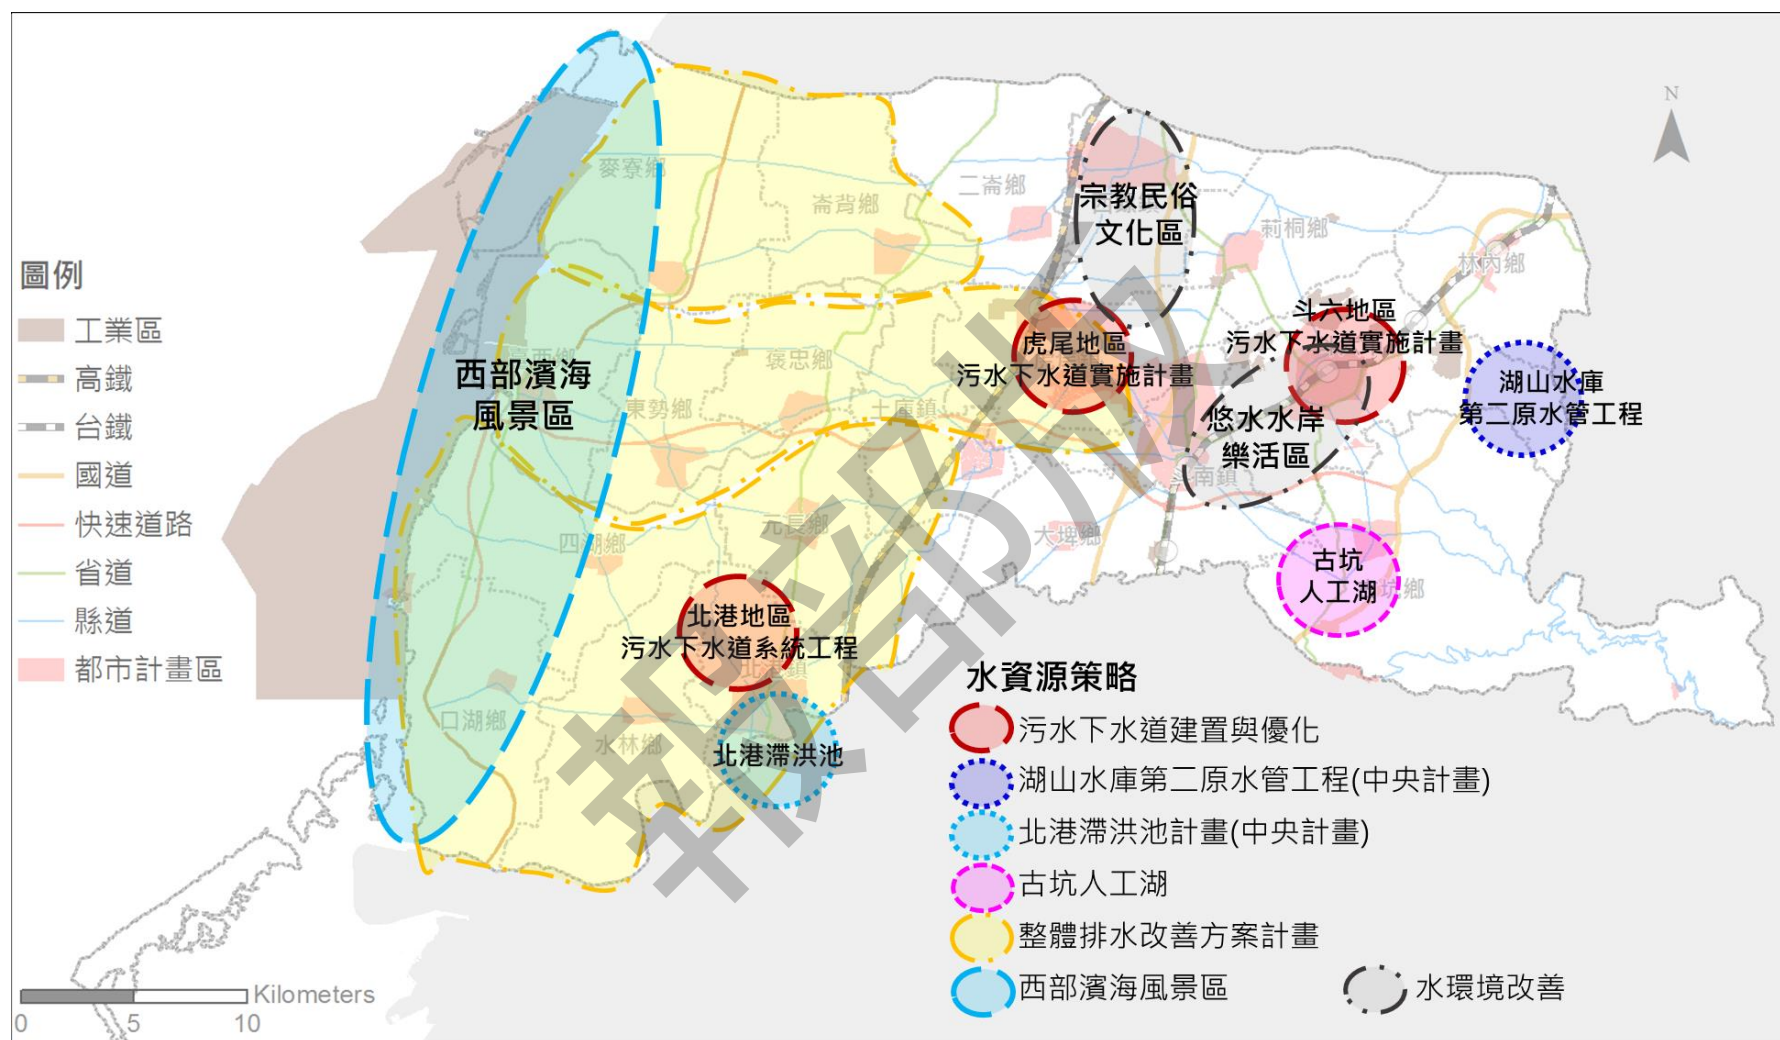 N
麥寮鄉
崙背鄉
二崙鄉
宗教民俗
文化區
莿桐鄉
林內鄉
圖例
工業區
高鐵
台鐵
國道
快速道路
省道
縣道
都市計畫區
西部濱海
風景區
褒忠鄉
東勢鄉
土庫鎮
虎尾地區
污水下水道實施計畫
斗六地區
污水下水道實施計畫
悠水水岸
樂活區
南鎮
湖山水庫
第二原水管工程
四湖鄉
元長鄉
大埤鄉
古坑
人工湖
坑鄉
北港地區
污水下水道系統工程
北港鎮
口湖鄉
水林鄉
北港滯洪池
水資源策略
污水下水道建置與優化
湖山水庫第二原水管工程(中央計畫)
北港滯洪池計畫(中央計畫)
古坑人工湖
整體排水改善方案計畫
西部濱海風景區
水環境改善
Kilometers
0 5 10
報部版